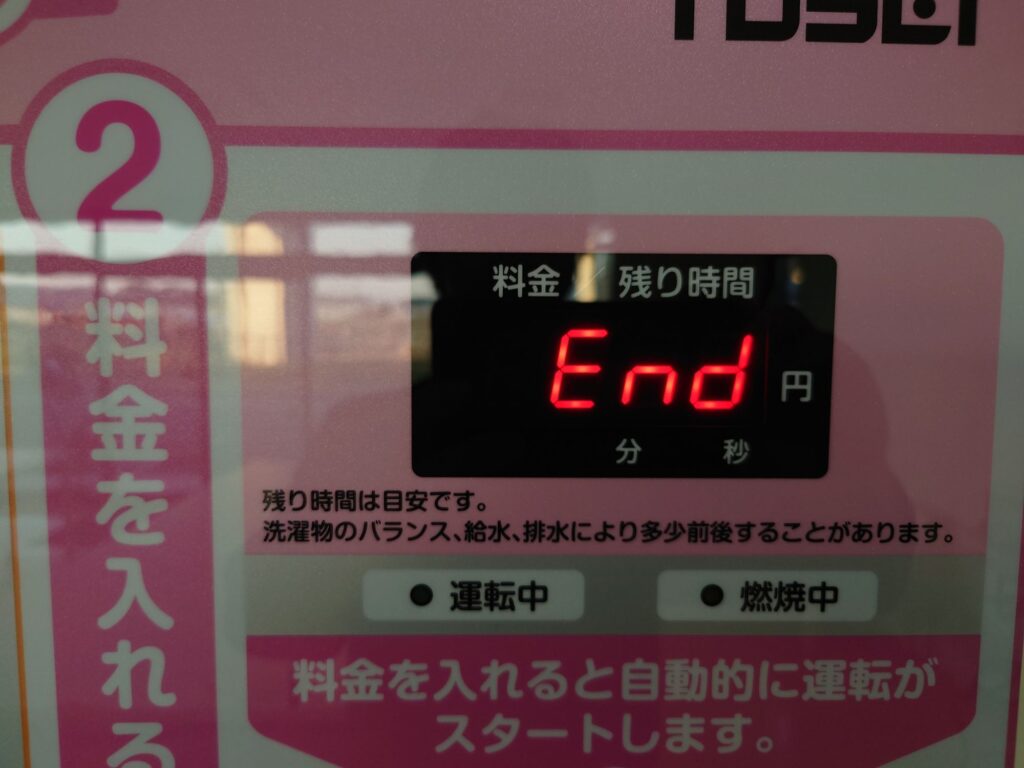 TOSEI
2
料金を入れる
料金 / 残り時間
End
円
分 秒
残り時間は目安です。
洗濯物のバランス、給水、排水により多少前後することがあります。
運転中
燃焼中
料金を入れると自動的に運転が
スタートします。